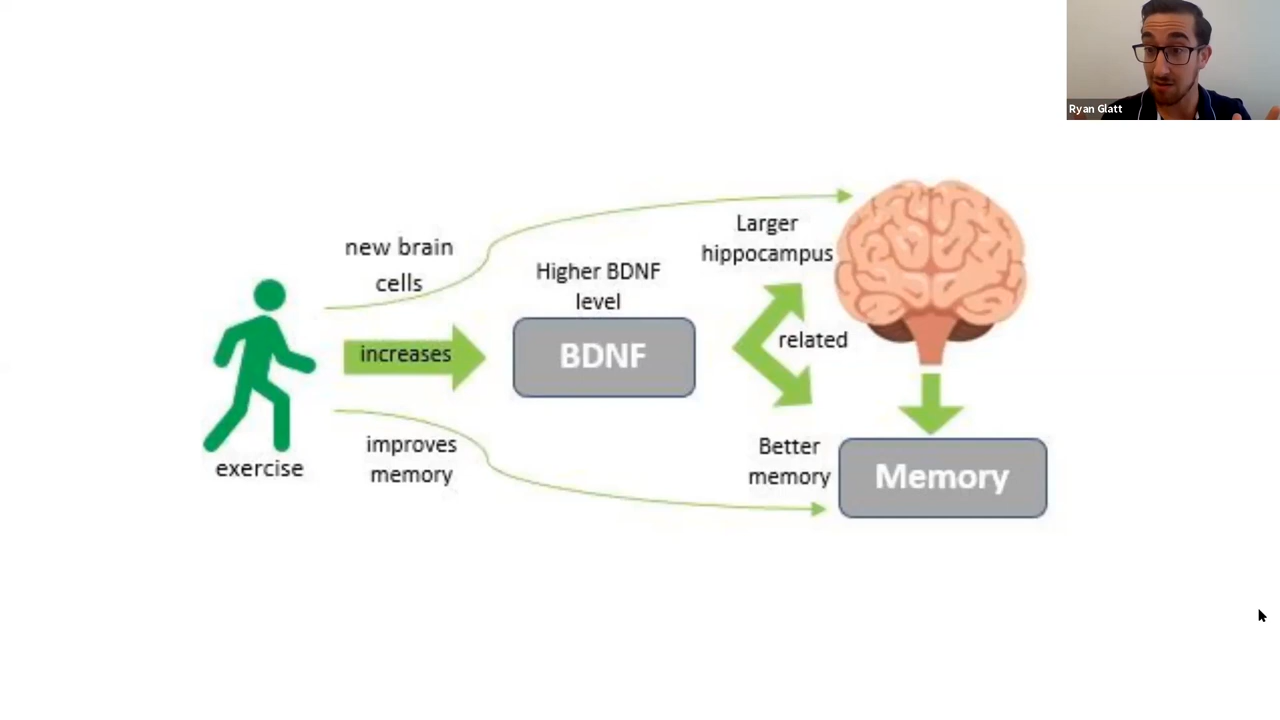 Ryan Glatt
new brain
cells
Larger
hippocampus
Higher BDNF
level
increases
BDNF
related
exercise
improves
memory
Better
memory
Memory